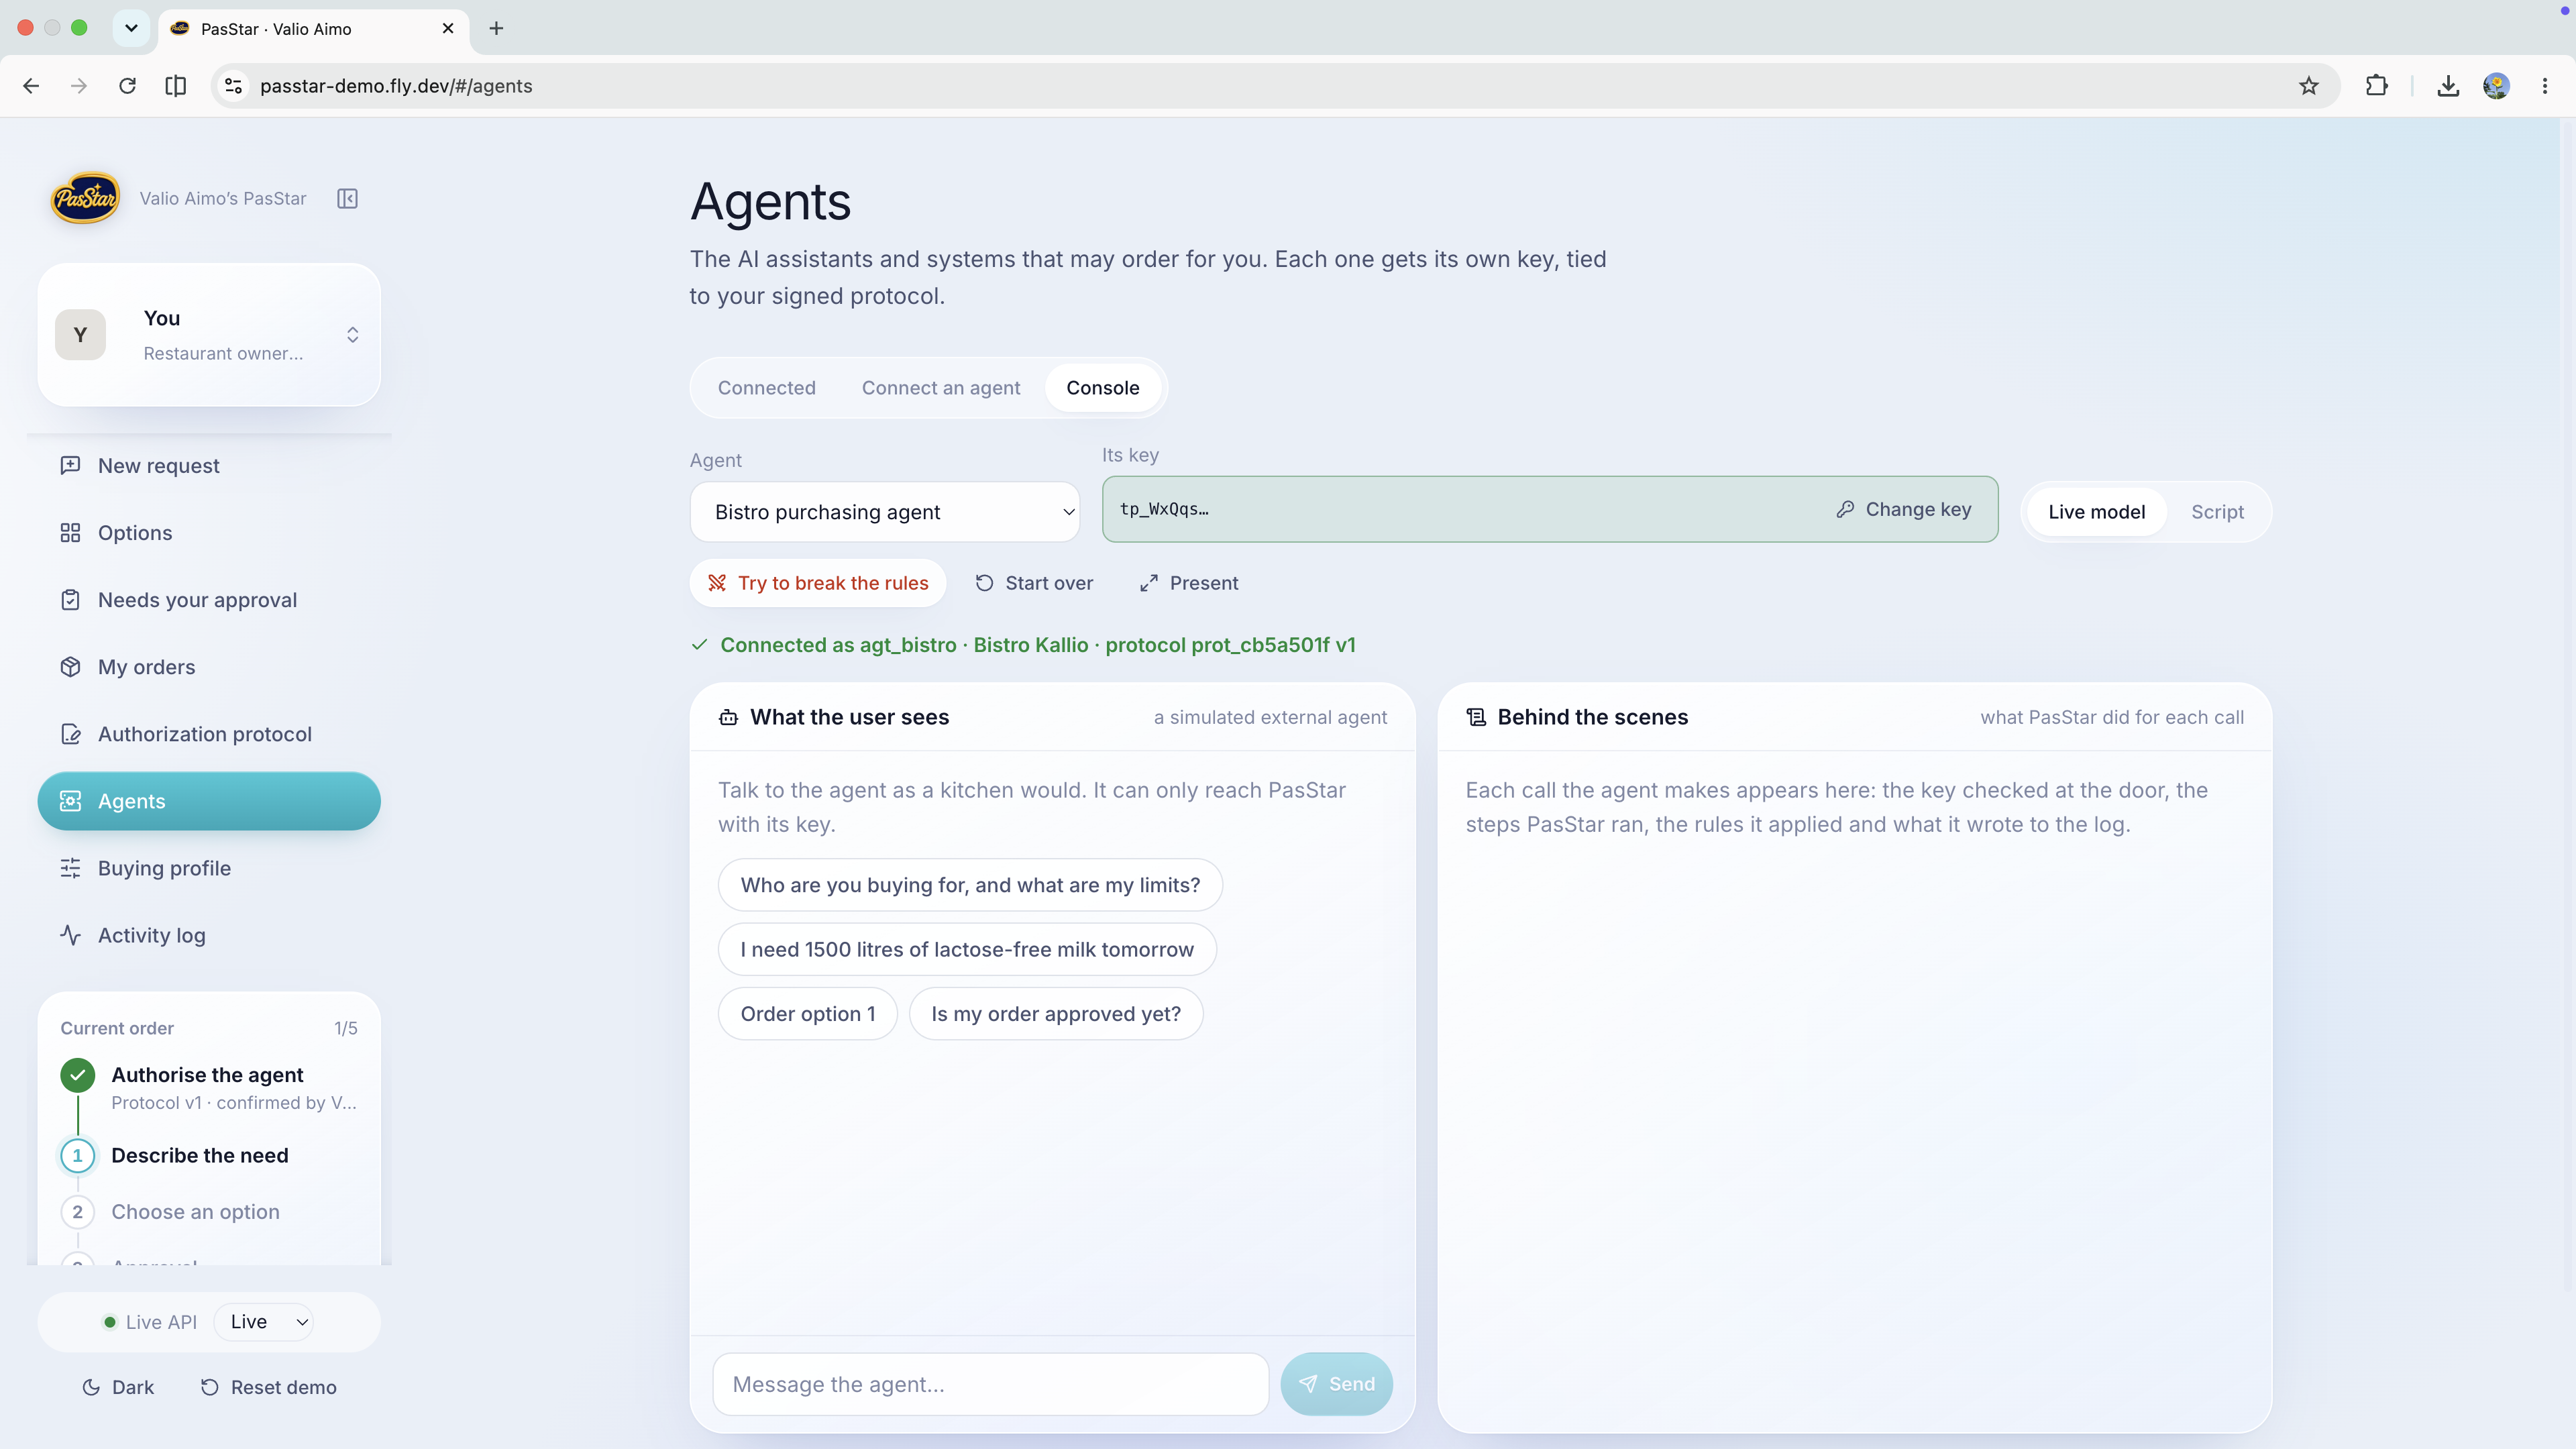 PasStar · Valio Aimo
passtar-demo.fly.dev/#/agents
PasStar
Valio Aimo’s PasStar
Y
You
Restaurant owner...
New request
Options
Needs your approval
My orders
Authorization protocol
Agents
Buying profile
Activity log
Current order 1/5
Authorise the agent
Protocol v1 · confirmed by V...
1 Describe the need
2 Choose an option
Live API Live
Dark Reset demo
Agents
The AI assistants and systems that may order for you. Each one gets its own key, tied
to your signed protocol.
Connected Connect an agent Console
Agent
Bistro purchasing agent
Its key
tp_WxQqs…
Change key
Live model Script
Try to break the rules Start over Present
Connected as agt_bistro · Bistro Kallio · protocol prot_cb5a501f v1
What the user sees a simulated external agent
Talk to the agent as a kitchen would. It can only reach PasStar
with its key.
Who are you buying for, and what are my limits?
I need 1500 litres of lactose-free milk tomorrow
Order option 1 Is my order approved yet?
Message the agent...
Send
Behind the scenes what PasStar did for each call
Each call the agent makes appears here: the key checked at the door, the
steps PasStar ran, the rules it applied and what it wrote to the log.